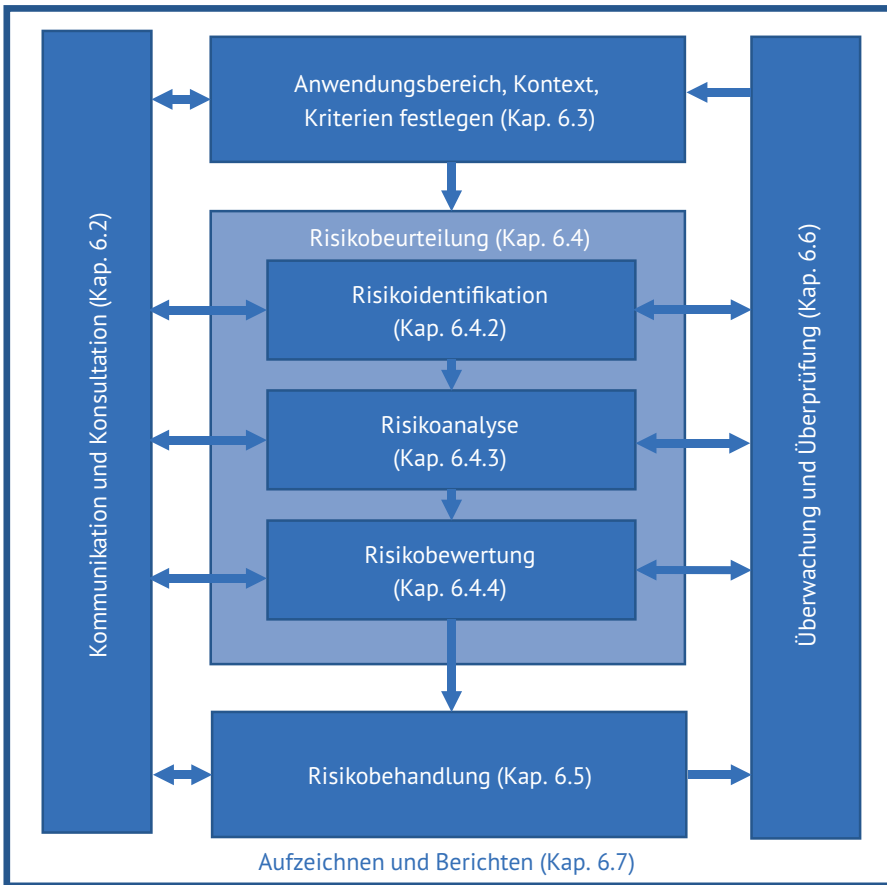 Kommunikation und Konsultation (Kap. 6.2)
Anwendungsbereich, Kontext,
Kriterien festlegen (Kap. 6.3)
Risikobeurteilung (Kap. 6.4)
Risikoidentifikation
(Kap. 6.4.2)
Risikoanalyse
(Kap. 6.4.3)
Risikobewertung
(Kap. 6.4.4)
Risikobehandlung (Kap. 6.5)
Überwachung und Überprüfung (Kap. 6.6)
Aufzeichnen und Berichten (Kap. 6.7)